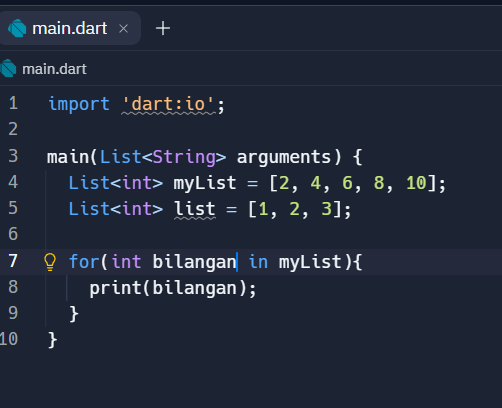 main.dart × +
main.dart
1 import 'dart:io';
2
3 main(List<String> arguments) {
4 List<int> myList = [2, 4, 6, 8, 10];
5 List<int> list = [1, 2, 3];
6
7 for(int bilangan in myList){
8 print(bilangan);
9 }
10 }